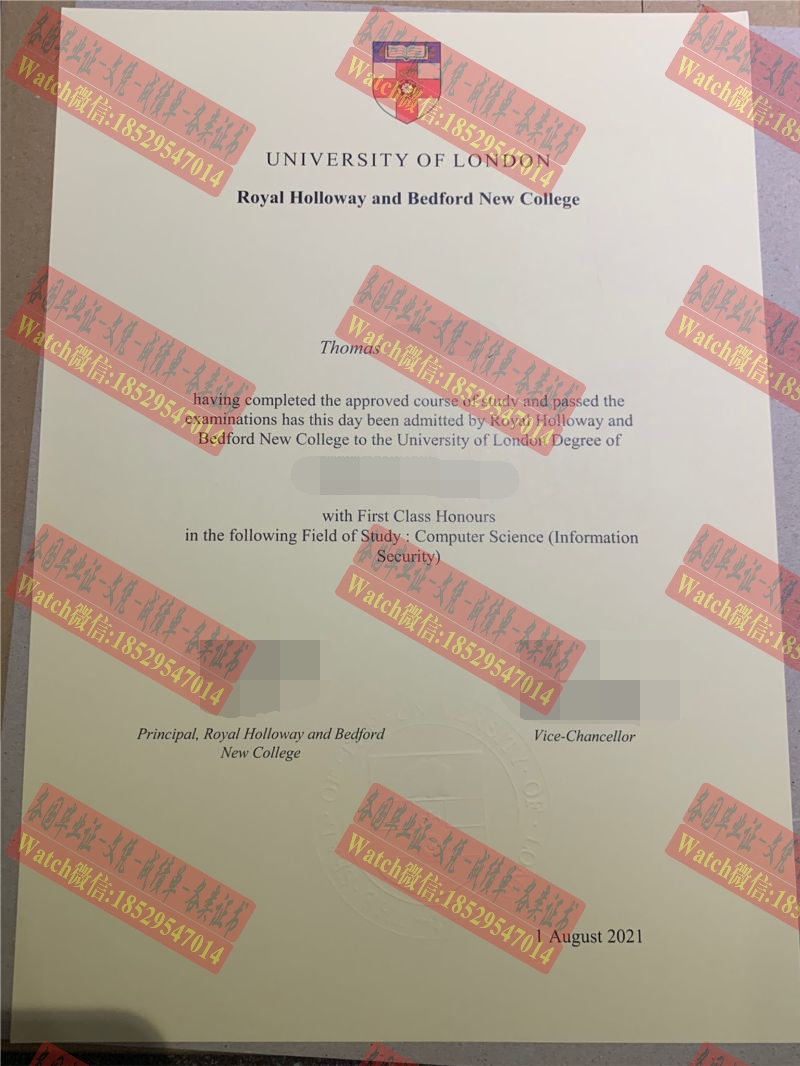 UNIVERSITY OF LONDON
Royal Holloway and Bedford New College
Thomas
having completed the approved course of study and passed the
examinations has this day been admitted by Royal Holloway and
Bedford New College to the University of London Degree of
with First Class Honours
in the following Field of Study : Computer Science (Information
Security)
Principal, Royal Holloway and Bedford
New College
Vice-Chancellor
1 August 2021
各国毕业证-文凭-成绩单-各类证书
Watch微信:18529547014